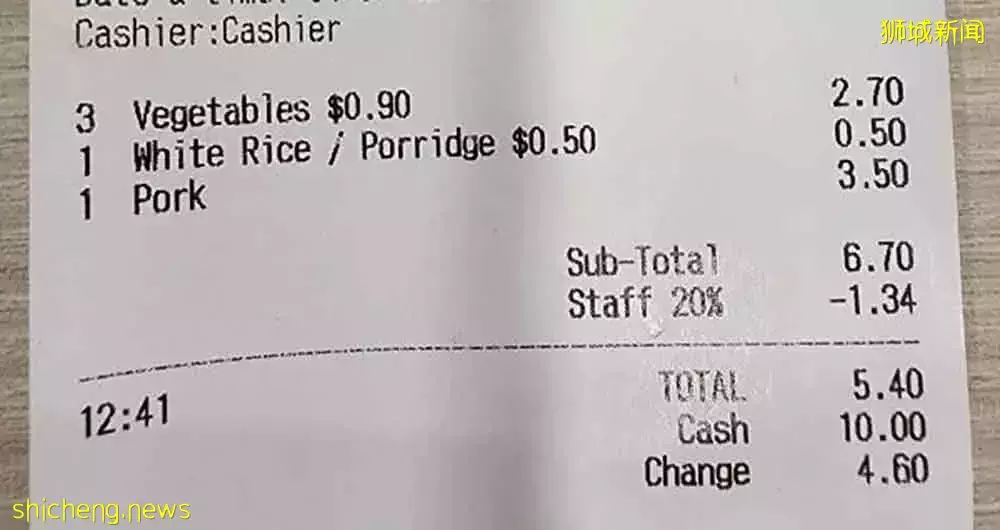 狮城新闻
Cashier:Cashier
3 Vegetables $0.90 2.70
1 White Rice / Porridge $0.50 0.50
1 Pork 3.50
Sub-Total 6.70
Staff 20% -1.34
TOTAL 5.40
12:41 Cash 10.00
Change 4.60
shicheng.news